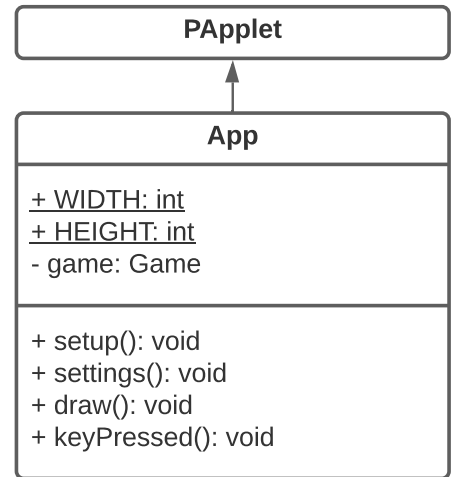 PApplet
App
+ WIDTH: int
+ HEIGHT: int
- game: Game
+ setup(): void
+ settings(): void
+ draw(): void
+ keyPressed(): void